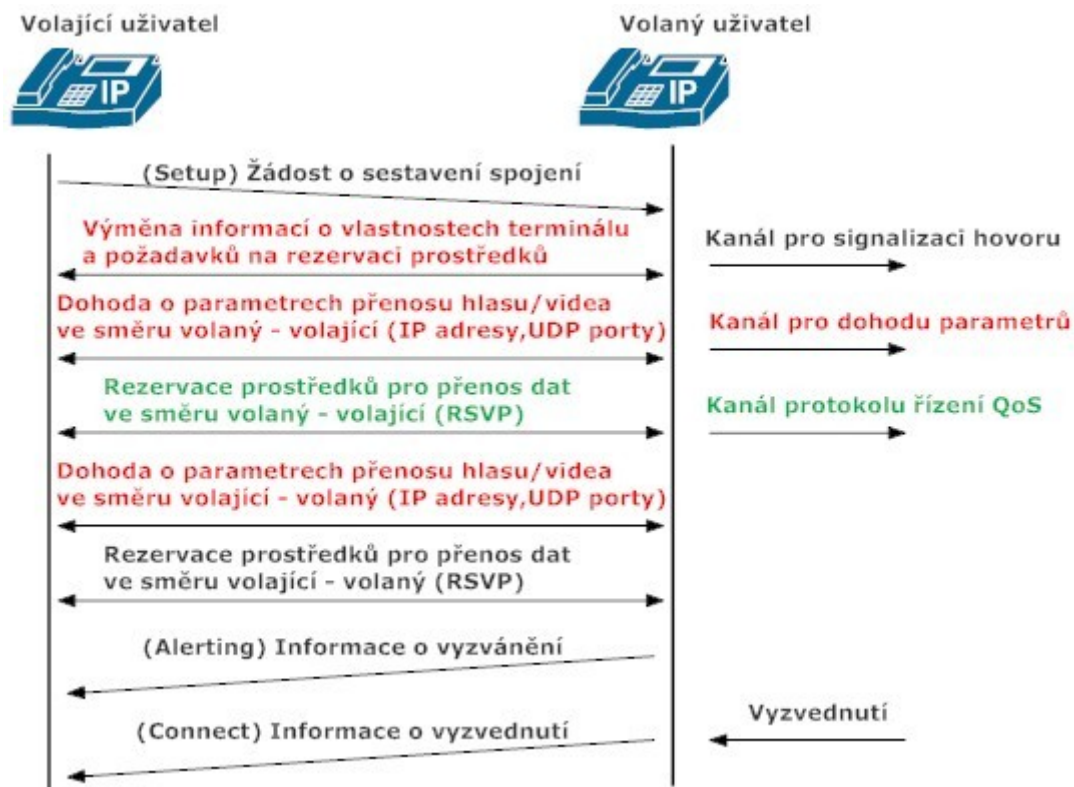 Volající uživatel
Volaný uživatel
IP
IP
(Setup) Žádost o sestavení spojení
Výměna informací o vlastnostech terminálu
a požadavků na rezervaci prostředků
Kanál pro signalizaci hovoru
Dohoda o parametrech přenosu hlasu/videa
ve směru volaný - volající (IP adresy,UDP porty)
Kanál pro dohodu parametrů
Rezervace prostředků pro přenos dat
ve směru volaný - volající (RSVP)
Kanál protokolu řízení QoS
Dohoda o parametrech přenosu hlasu/videa
ve směru volající - volaný (IP adresy,UDP porty)
Rezervace prostředků pro přenos dat
ve směru volající - volaný (RSVP)
(Alerting) Informace o vyzvánění
(Connect) Informace o vyzvednutí
Vyzvednutí